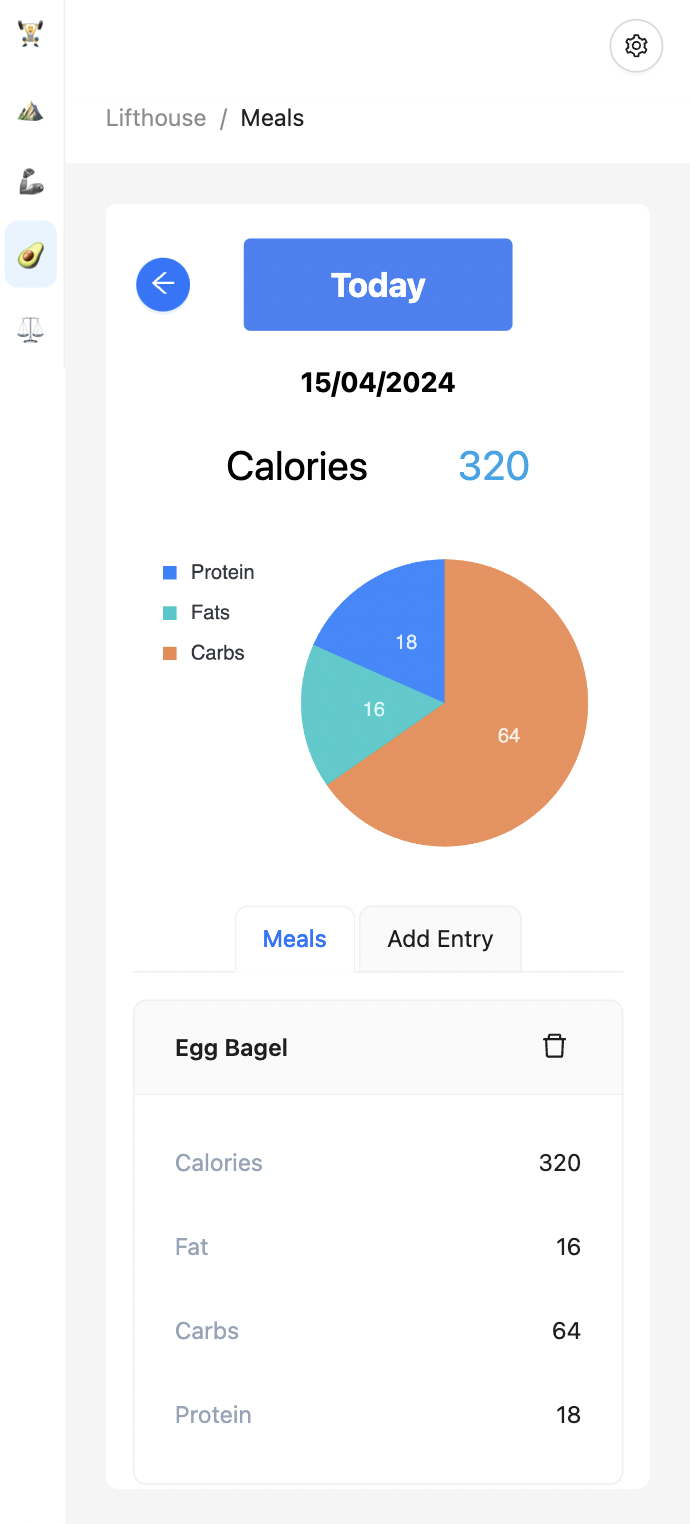 Lifthouse / Meals
Today
15/04/2024
Calories 320
Protein
Fats
Carbs
18
16
64
Meals Add Entry
Egg Bagel
Calories 320
Fat 16
Carbs 64
Protein 18